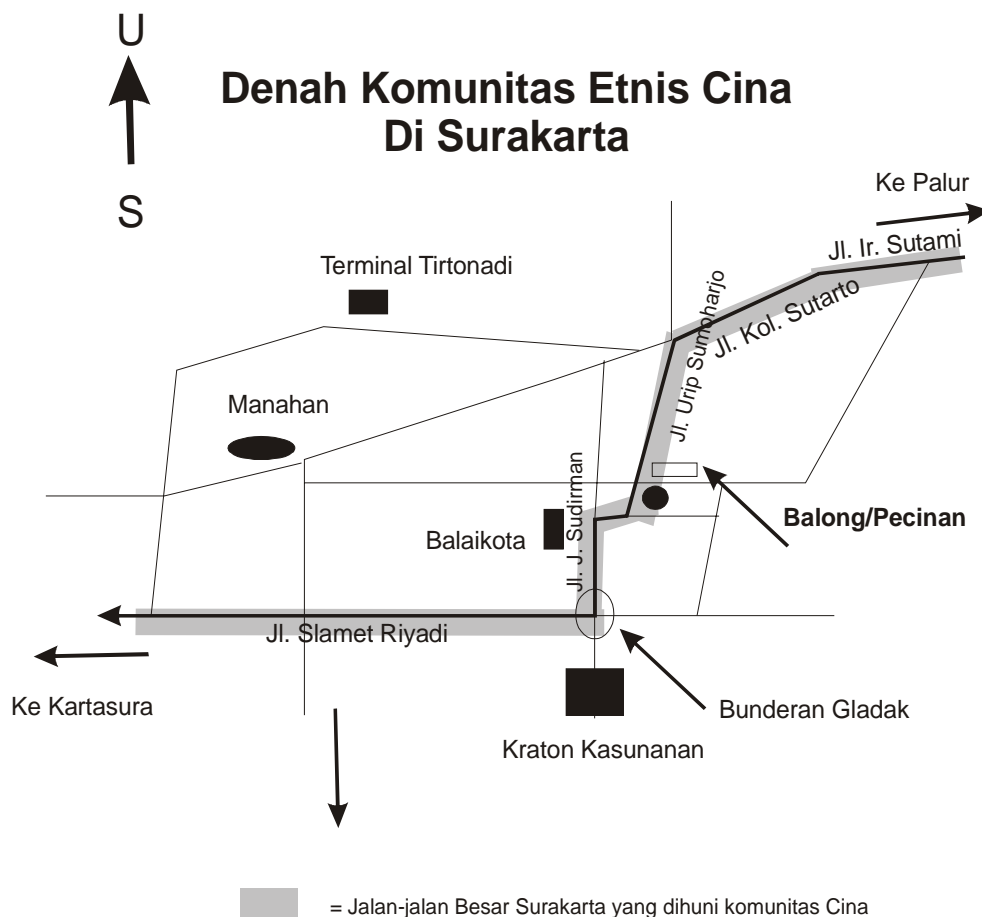 U
Denah Komunitas Etnis Cina
Di Surakarta
S
Ke Palur
Jl. Ir. Sutami
Terminal Tirtonadi
Jl. Kol. Sutarto
Jl. Urip Sumoharjo
Manahan
Jl. J. Sudirman
Balong/Pecinan
Balaikota
Jl. Slamet Riyadi
Ke Kartasura
Bunderan Gladak
Kraton Kasunanan
= Jalan-jalan Besar Surakarta yang dihuni komunitas Cina